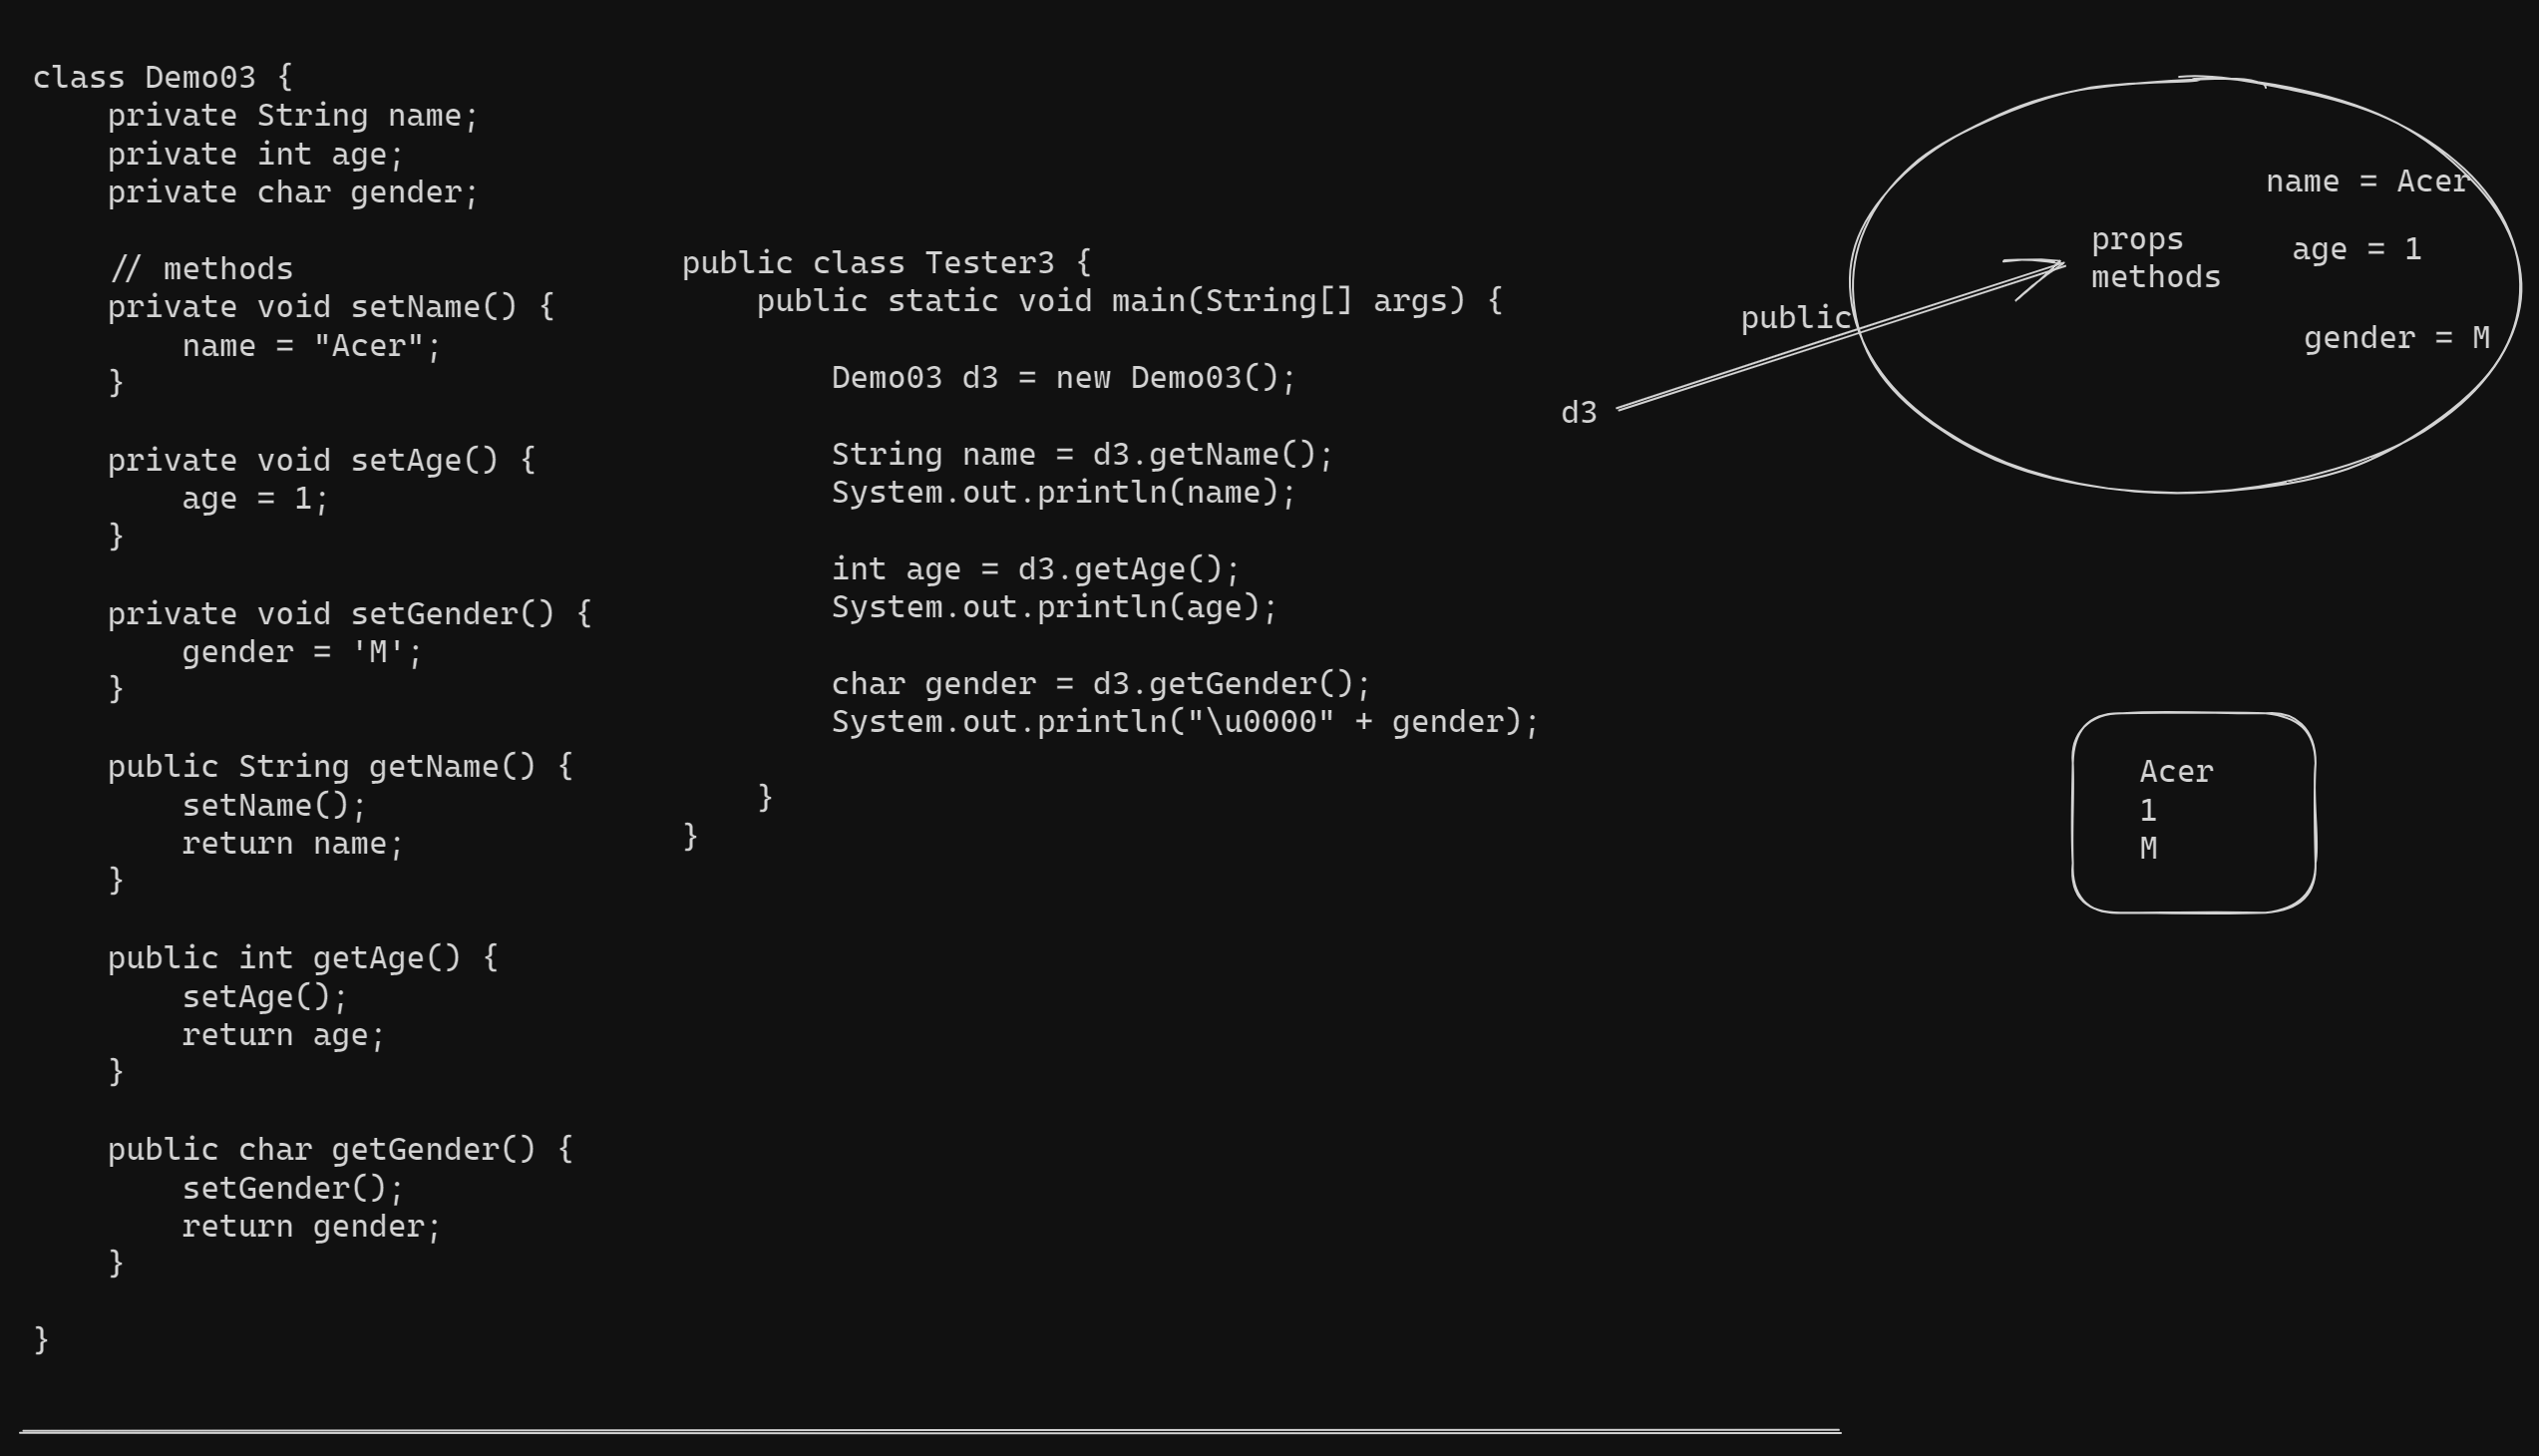 class Demo03 {
    private String name;
    private int age;
    private char gender;

    // methods
    private void setName() {
        name = "Acer";
    }

    private void setAge() {
        age = 1;
    }

    private void setGender() {
        gender = 'M';
    }

    public String getName() {
        setName();
        return name;
    }

    public int getAge() {
        setAge();
        return age;
    }

    public char getGender() {
        setGender();
        return gender;
    }

}

public class Tester3 {
    public static void main(String[] args) {

        Demo03 d3 = new Demo03();

        String name = d3.getName();
        System.out.println(name);

        int age = d3.getAge();
        System.out.println(age);

        char gender = d3.getGender();
        System.out.println("\u0000" + gender);

    }
}

d3
public
props
methods
name = Acer
age = 1
gender = M

Acer
1
M